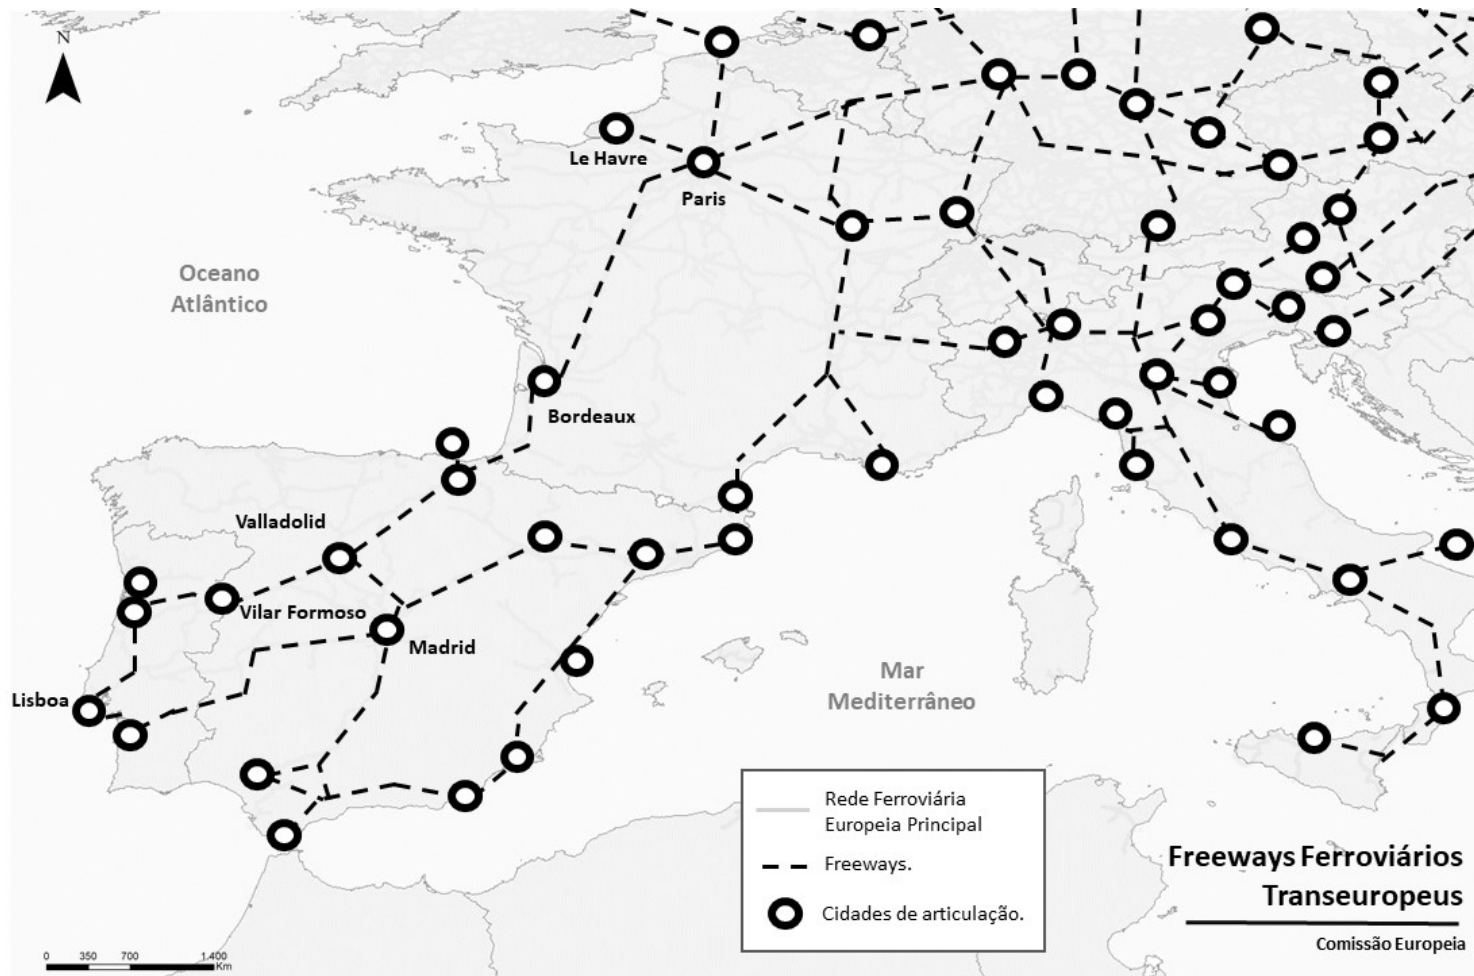 N
Le Havre
Paris
Oceano
Atlântico
Bordeaux
Valladolid
Vilar Formoso
Madrid
Lisboa
Mar
Mediterrâneo
Rede Ferroviária
Europeia Principal
Freeways.
Cidades de articulação.
Freeways Ferroviários
Transeuropeus
Comissão Europeia
0 350 700 1.400
Km